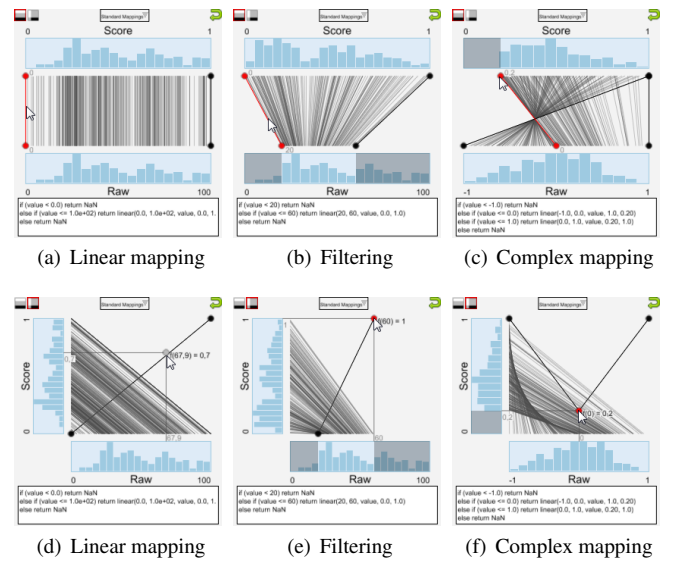 Standard Mappings
0 Score 1
0
0
0 Raw 100
if (value < 0.0) return NaN
else if (value <= 1.0e+02) return linear(0.0, 1.0e+02, value, 0.0, 1.
else return NaN
(a) Linear mapping
Standard Mappings
0 Score 1
0
20
0 Raw 100
if (value < 20) return NaN
else if (value <= 60) return linear(20, 60, value, 0.0, 1.0)
else return NaN
(b) Filtering
Standard Mappings
0 Score 1
0.2
0
-1 Raw 1
if (value < -1.0) return NaN
else if (value <= 0.0) return linear(-1.0, 0.0, value, 1.0, 0.20)
else if (value <= 1.0) return linear(0.0, 1.0, value, 0.20, 1.0)
else return NaN
(c) Complex mapping
Standard Mappings
0 Score 1
0,7
f(67,9) = 0,7
67,9
0 Raw 100
if (value < 0.0) return NaN
else if (value <= 1.0e+02) return linear(0.0, 1.0e+02, value, 0.0, 1.
else return NaN
(d) Linear mapping
Standard Mappings
0 Score 1
1
f(60) = 1
60
0 Raw 100
if (value < 20) return NaN
else if (value <= 60) return linear(20, 60, value, 0.0, 1.0)
else return NaN
(e) Filtering
Standard Mappings
0 Score 1
0,2
f(0) = 0.2
0
-1 Raw 1
if (value < -1.0) return NaN
else if (value <= 0.0) return linear(-1.0, 0.0, value, 1.0, 0.20)
else if (value <= 1.0) return linear(0.0, 1.0, value, 0.20, 1.0)
else return NaN
(f) Complex mapping